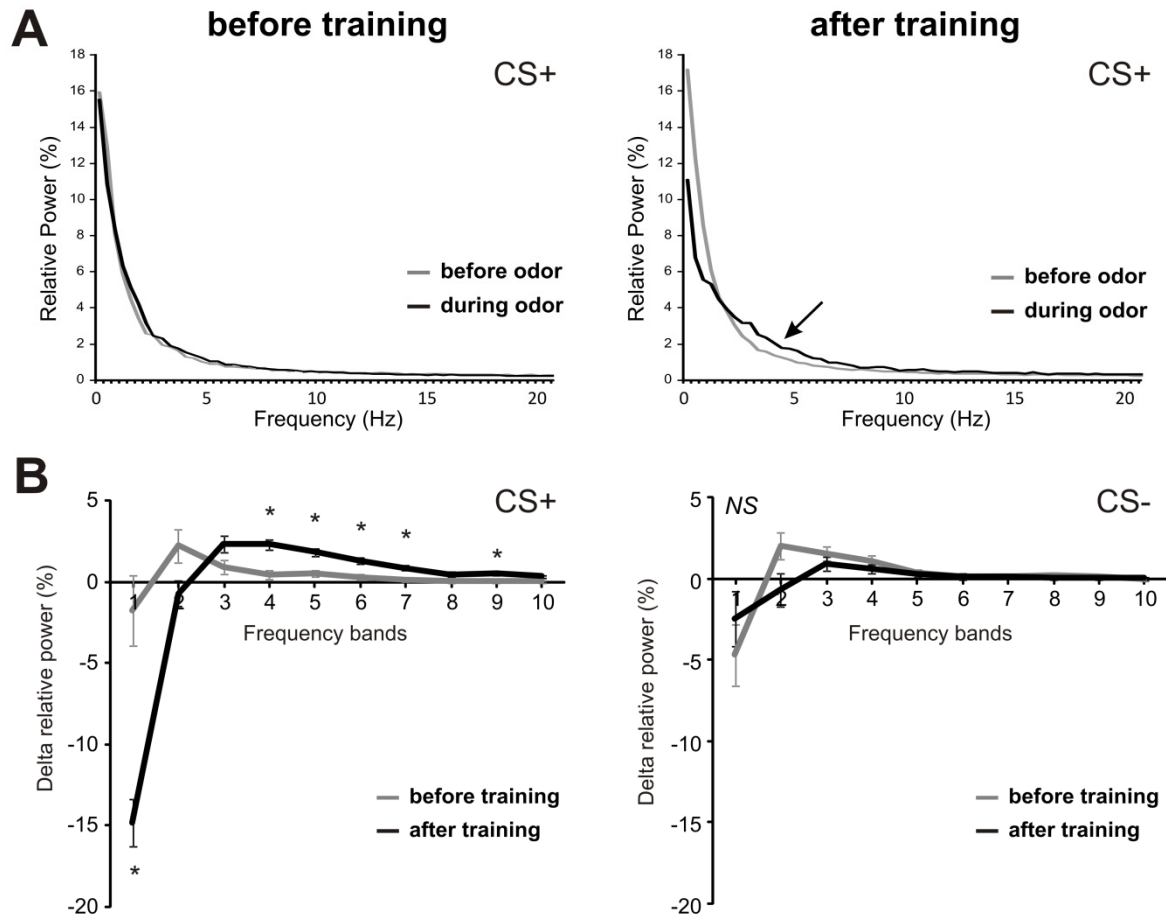 A
before training
after training
CS+
18
16
14
12
10
8
6
4
2
0
Relative Power (%)
before odor
during odor
0
5
10
15
20
Frequency (Hz)
CS+
18
16
14
12
10
8
6
4
2
0
Relative Power (%)
before odor
during odor
0
5
10
15
20
Frequency (Hz)
B
CS+
5
0
-5
-10
-15
-20
Delta relative power (%)
* * * * *
1 2 3 4 5 6 7 8 9 10
Frequency bands
before training
after training
*
CS-
NS
5
0
-5
-10
-15
-20
Delta relative power (%)
1 2 3 4 5 6 7 8 9 10
Frequency bands
before training
after training